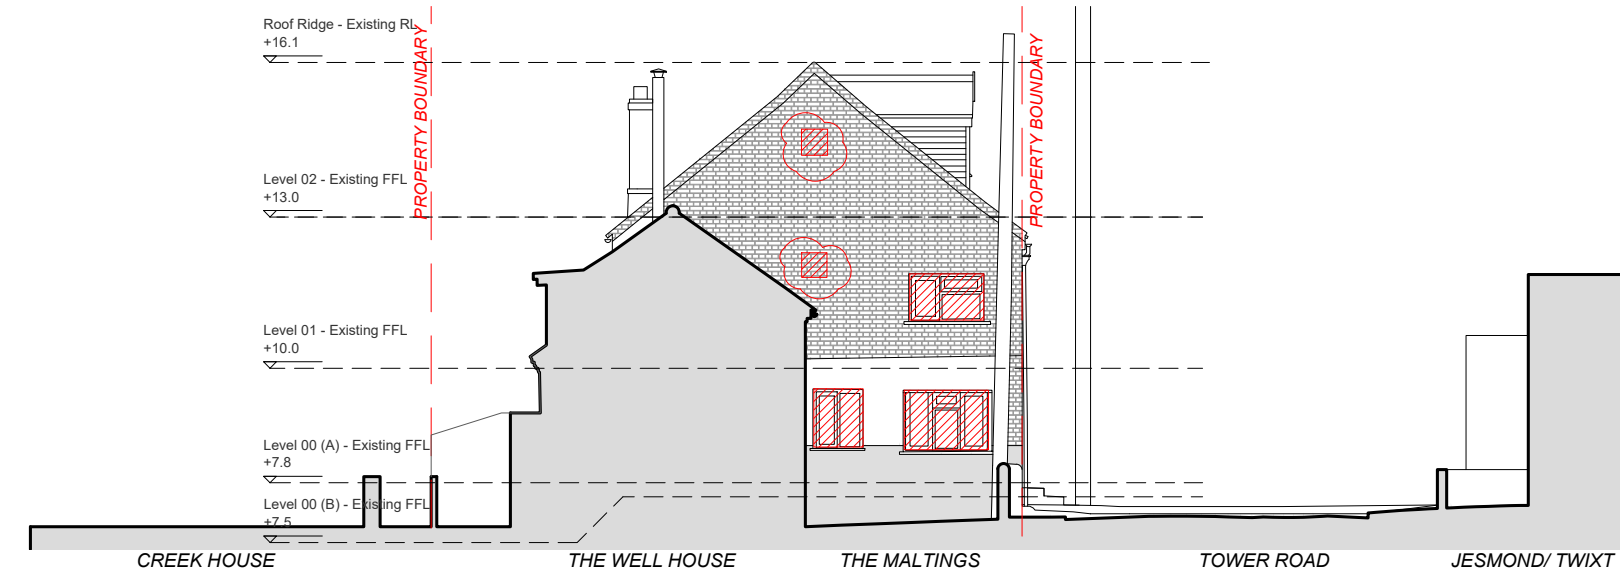 Roof Ridge - Existing RL
+16.1
PROPERTY BOUNDARY
PROPERTY BOUNDARY
Level 02 - Existing FFL
+13.0
Level 01 - Existing FFL
+10.0
Level 00 (A) - Existing FFL
+7.8
Level 00 (B) - Existing FFL
+7.5
CREEK HOUSE
THE WELL HOUSE
THE MALTINGS
TOWER ROAD
JESMOND/ TWIXT